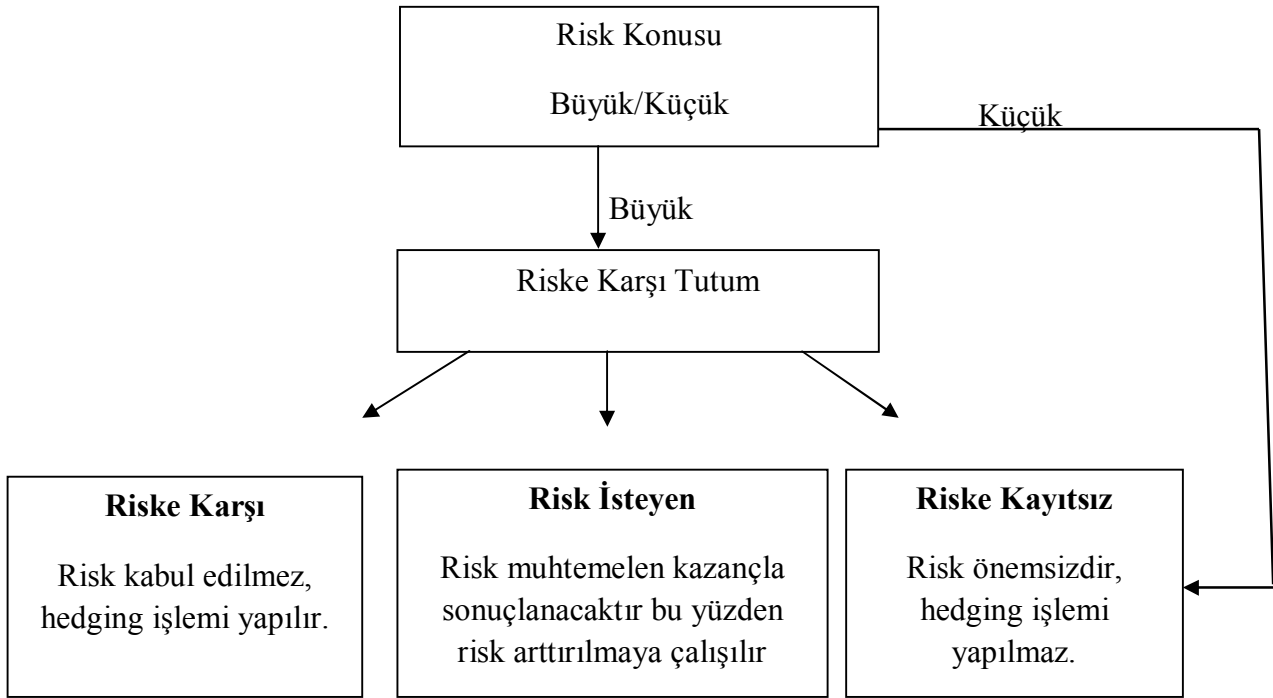 Risk Konusu
Büyük/Küçük
Küçük
Büyük
Riske Karşı Tutum
Riske Karşı
Risk kabul edilmez,
hedging işlemi yapılır.
Risk İsteyen
Risk muhtemelen kazançla
sonuçlanacaktır bu yüzden
risk arttırılmaya çalışılır
Riske Kayıtsız
Risk önemsizdir,
hedging işlemi
yapılmaz.